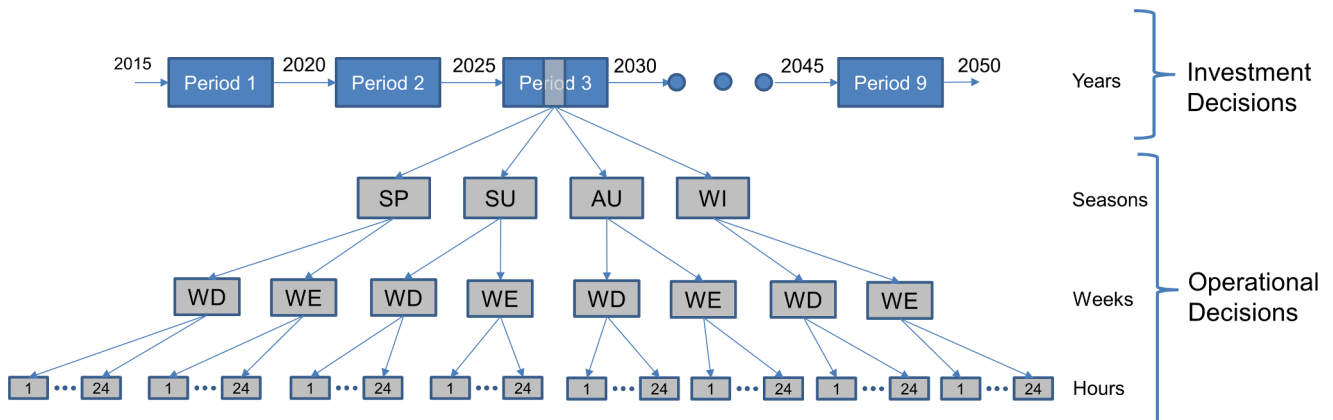 2015
Period 1
2020
Period 2
2025
Period 3
2030
2045
Period 9
2050
Years
Investment
Decisions
SP
SU
AU
WI
Seasons
WD
WE
WD
WE
WD
WE
WD
WE
Weeks
Operational
Decisions
1
24
1
24
1
24
1
24
1
24
1
24
1
24
1
24
Hours